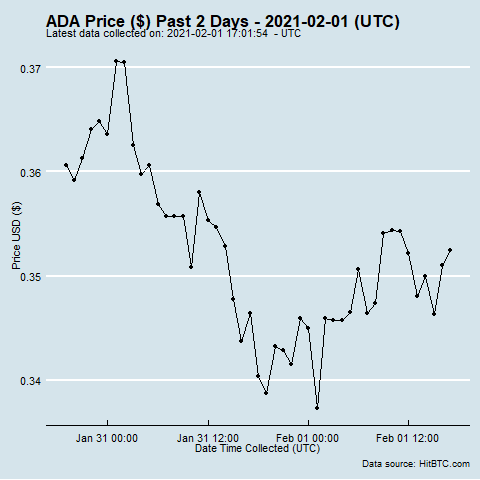 ADA Price ($) Past 2 Days - 2021-02-01 (UTC)
Latest data collected on: 2021-02-01 17:01:54 - UTC
Price USD ($)
0.37
0.36
0.35
0.34
Jan 31 00:00 Jan 31 12:00 Feb 01 00:00 Feb 01 12:00
Date Time Collected (UTC)
Data source: HitBTC.com